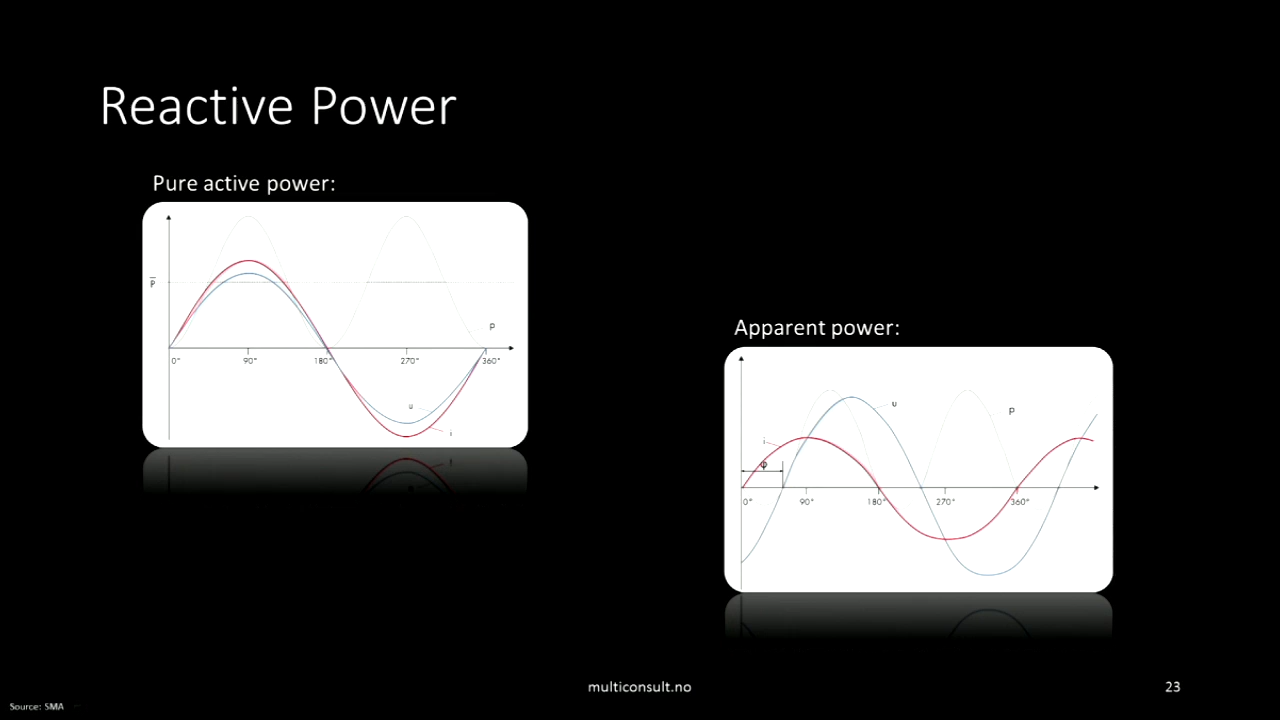 Reactive Power
Pure active power:
P
p
0° 90° 180° 270° 360°
u
i
Apparent power:
u
p
i
φ
0° 90° 180° 270° 360°
multiconsult.no
23
Source: SMA